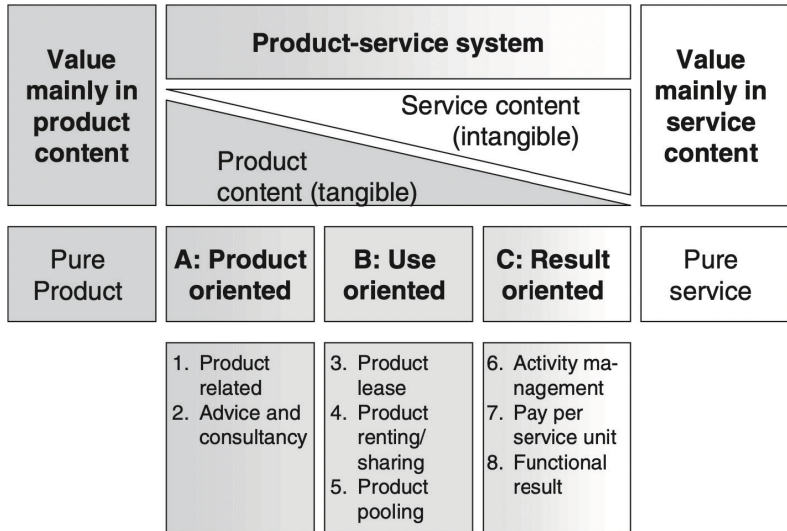 Value
mainly in
product
content
Product-service system
Service content
(intangible)
Product
content (tangible)
Value
mainly in
service
content
Pure
Product
A: Product
oriented
B: Use
oriented
C: Result
oriented
Pure
service
1. Product
related
2. Advice and
consultancy
3. Product
lease
4. Product
renting/
sharing
5. Product
pooling
6. Activity ma-
nagement
7. Pay per
service unit
8. Functional
result